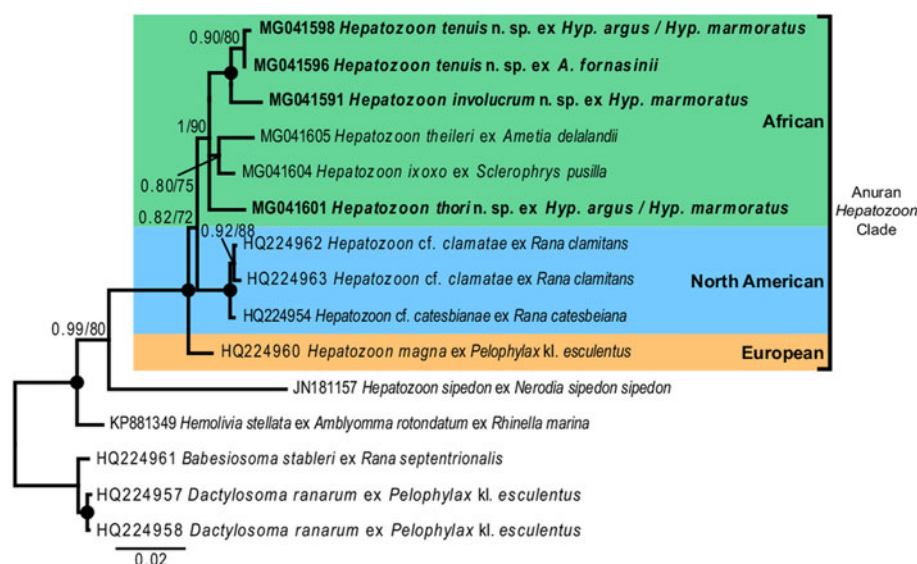 0.90/80
MG041598 Hepatozoon tenuis n. sp. ex Hyp. argus / Hyp. marmoratus
MG041596 Hepatozoon tenuis n. sp. ex A. fornasinii
MG041591 Hepatozoon involucrum n. sp. ex Hyp. marmoratus
African
1/90
MG041605 Hepatozoon theileri ex Ametia delalandii
MG041604 Hepatozoon ixoxo ex Sclerophrys pusilla
0.80/75
MG041601 Hepatozoon thori n. sp. ex Hyp. argus / Hyp. marmoratus
0.82/72
Anuran
Hepatozoon
Clade
0.92/88
HQ224962 Hepatozoon cf. clamatae ex Rana clamitans
HQ224963 Hepatozoon cf. clamatae ex Rana clamitans
North American
HQ224954 Hepatozoon cf. catesbianae ex Rana catesbeiana
0.99/80
HQ224960 Hepatozoon magna ex Pelophylax kl. esculentus
European
JN181157 Hepatozoon sipedon ex Nerodia sipedon sipedon
KP881349 Hemolivia stellata ex Amblyomma rotondatum ex Rhinella marina
HQ224961 Babesiosoma stableri ex Rana septentrionalis
HQ224957 Dactylosoma ranarum ex Pelophylax kl. esculentus
HQ224958 Dactylosoma ranarum ex Pelophylax kl. esculentus
0.02